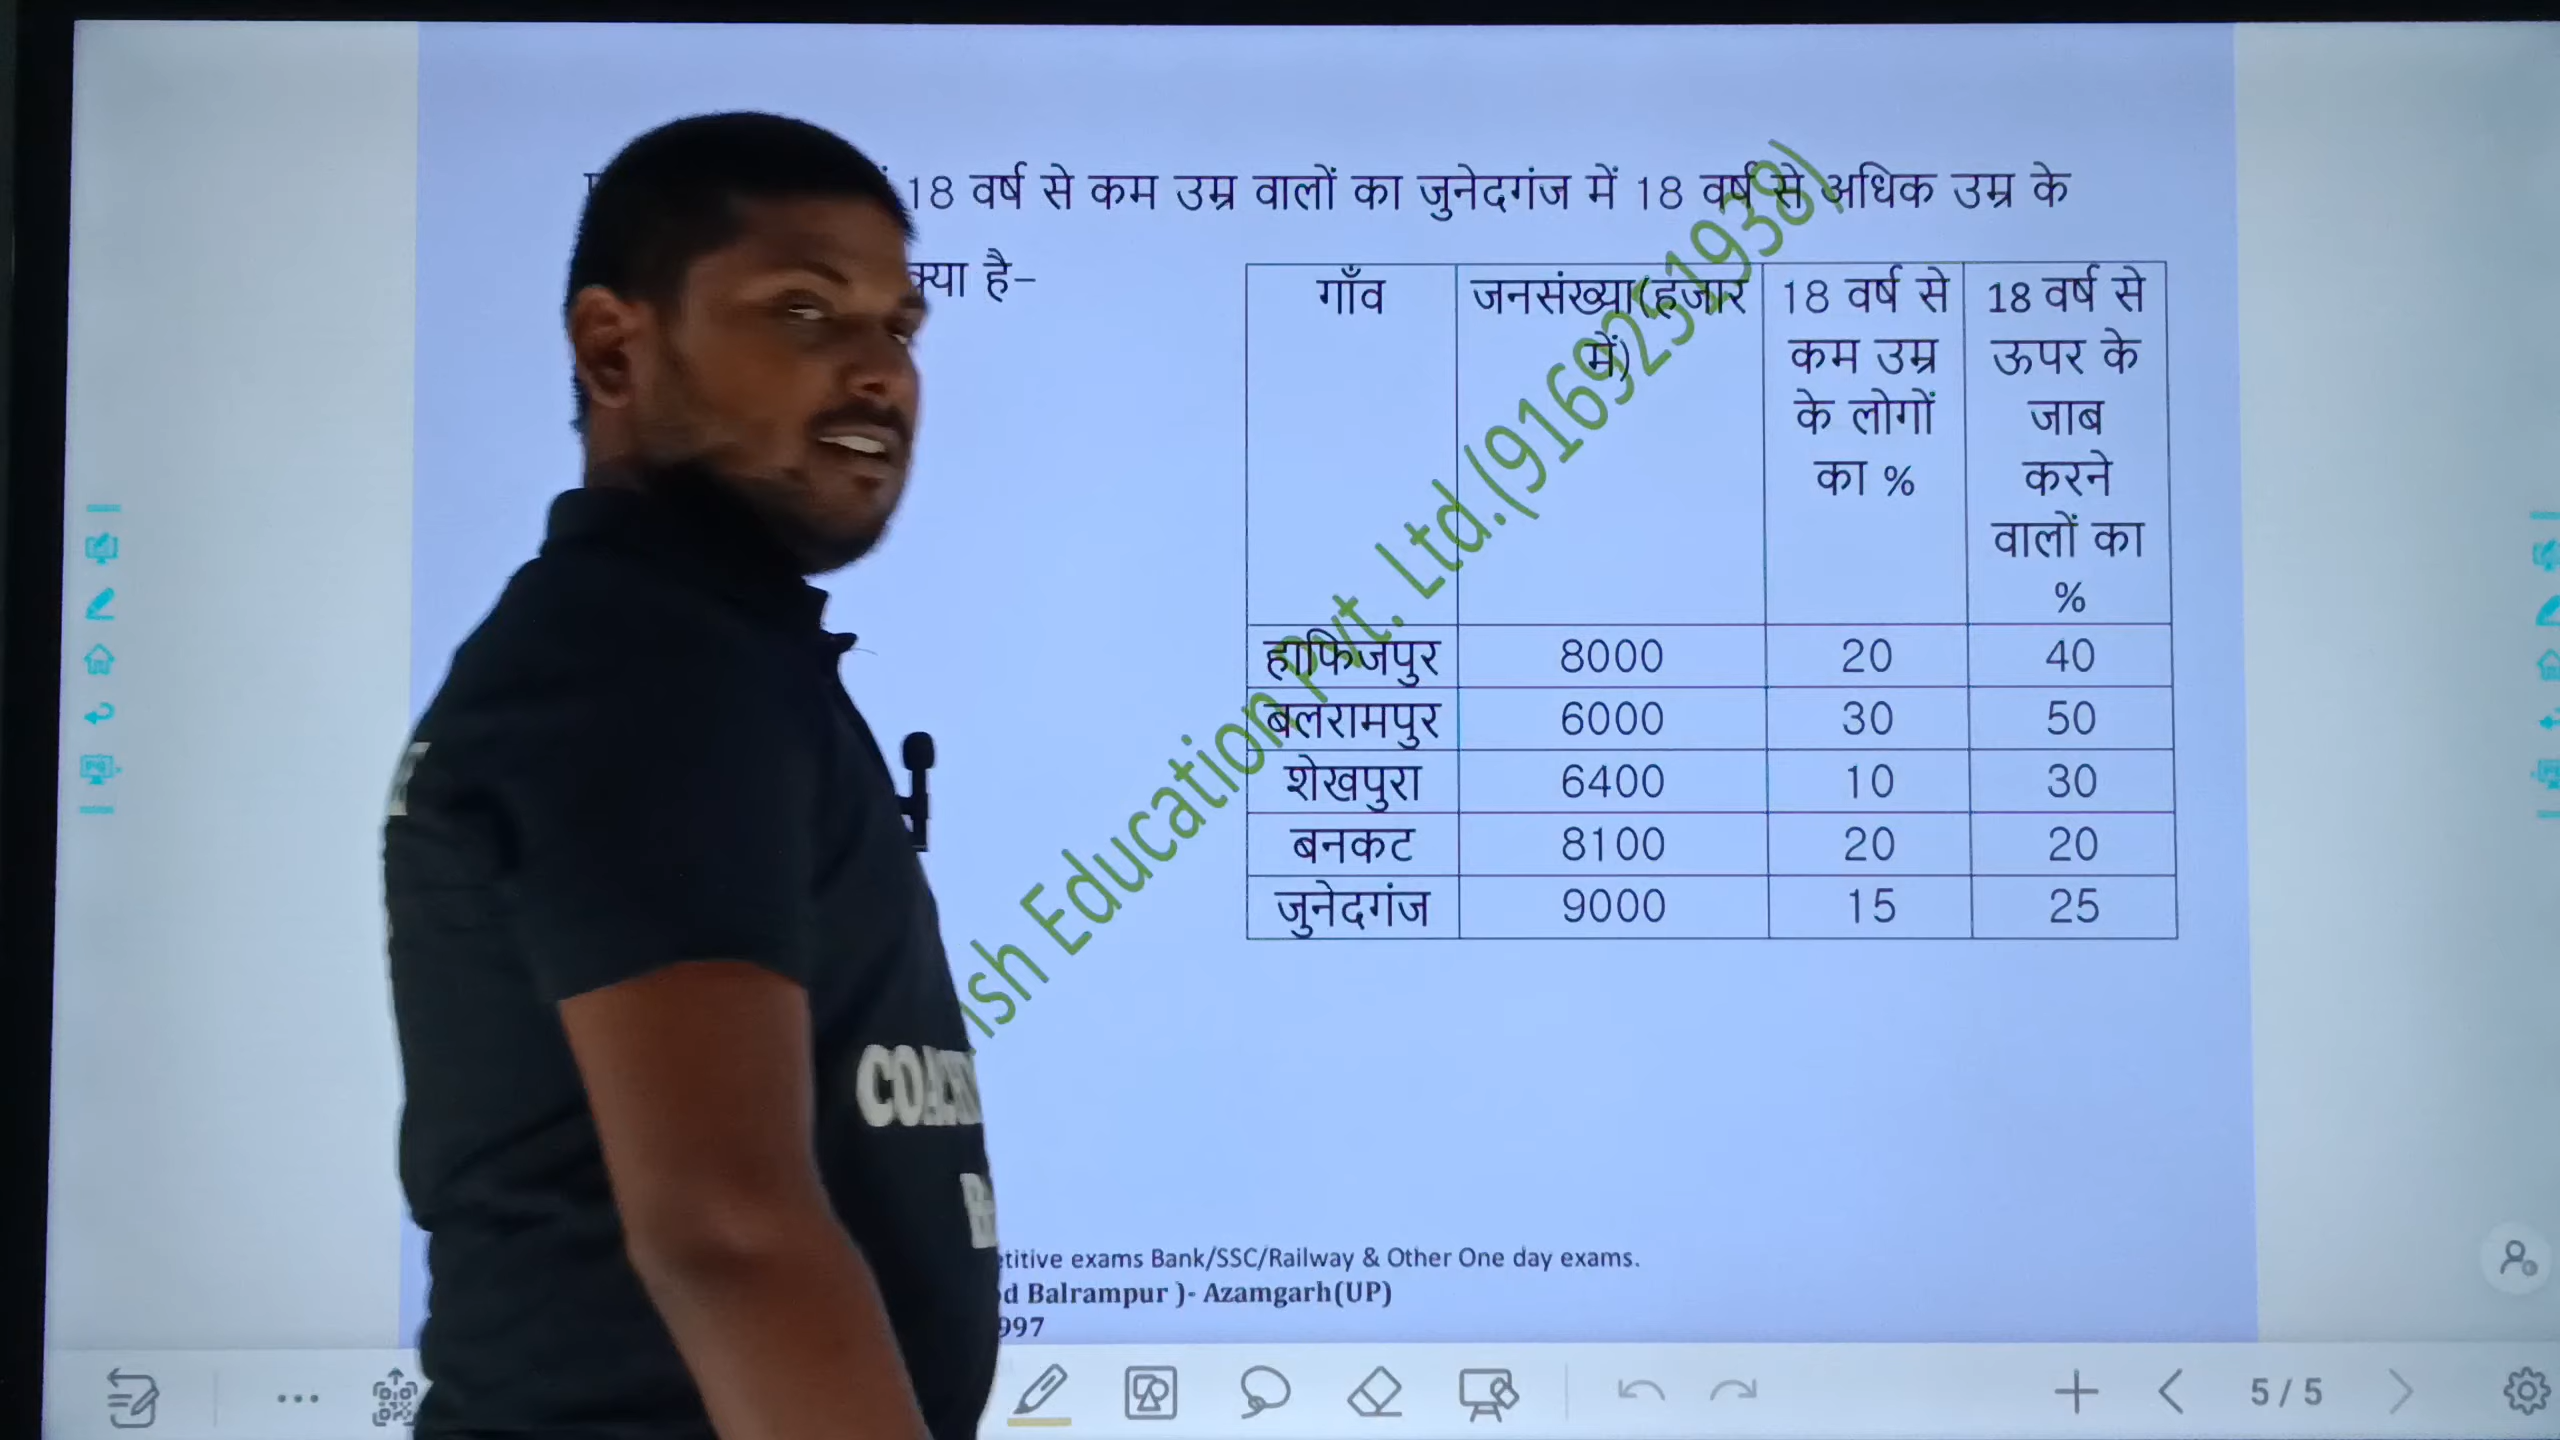 18 वर्ष से कम उम्र वालों का जुनेदगंज में 18 वर्ष से अधिक उम्र के
क्या है-
गाँव जनसंख्या(हजार में) 18 वर्ष से कम उम्र के लोगों का % 18 वर्ष से ऊपर के जाब करने वालों का %
हाफिजपुर 8000 20 40
बलरामपुर 6000 30 50
शेखपुरा 6400 10 30
बनकट 8100 20 20
जुनेदगंज 9000 15 25
Education Pvt. Ltd.(9169251938)
exams Bank/SSC/Railway & Other One day exams.
Balrampur )- Azamgarh(UP)
997
5/5